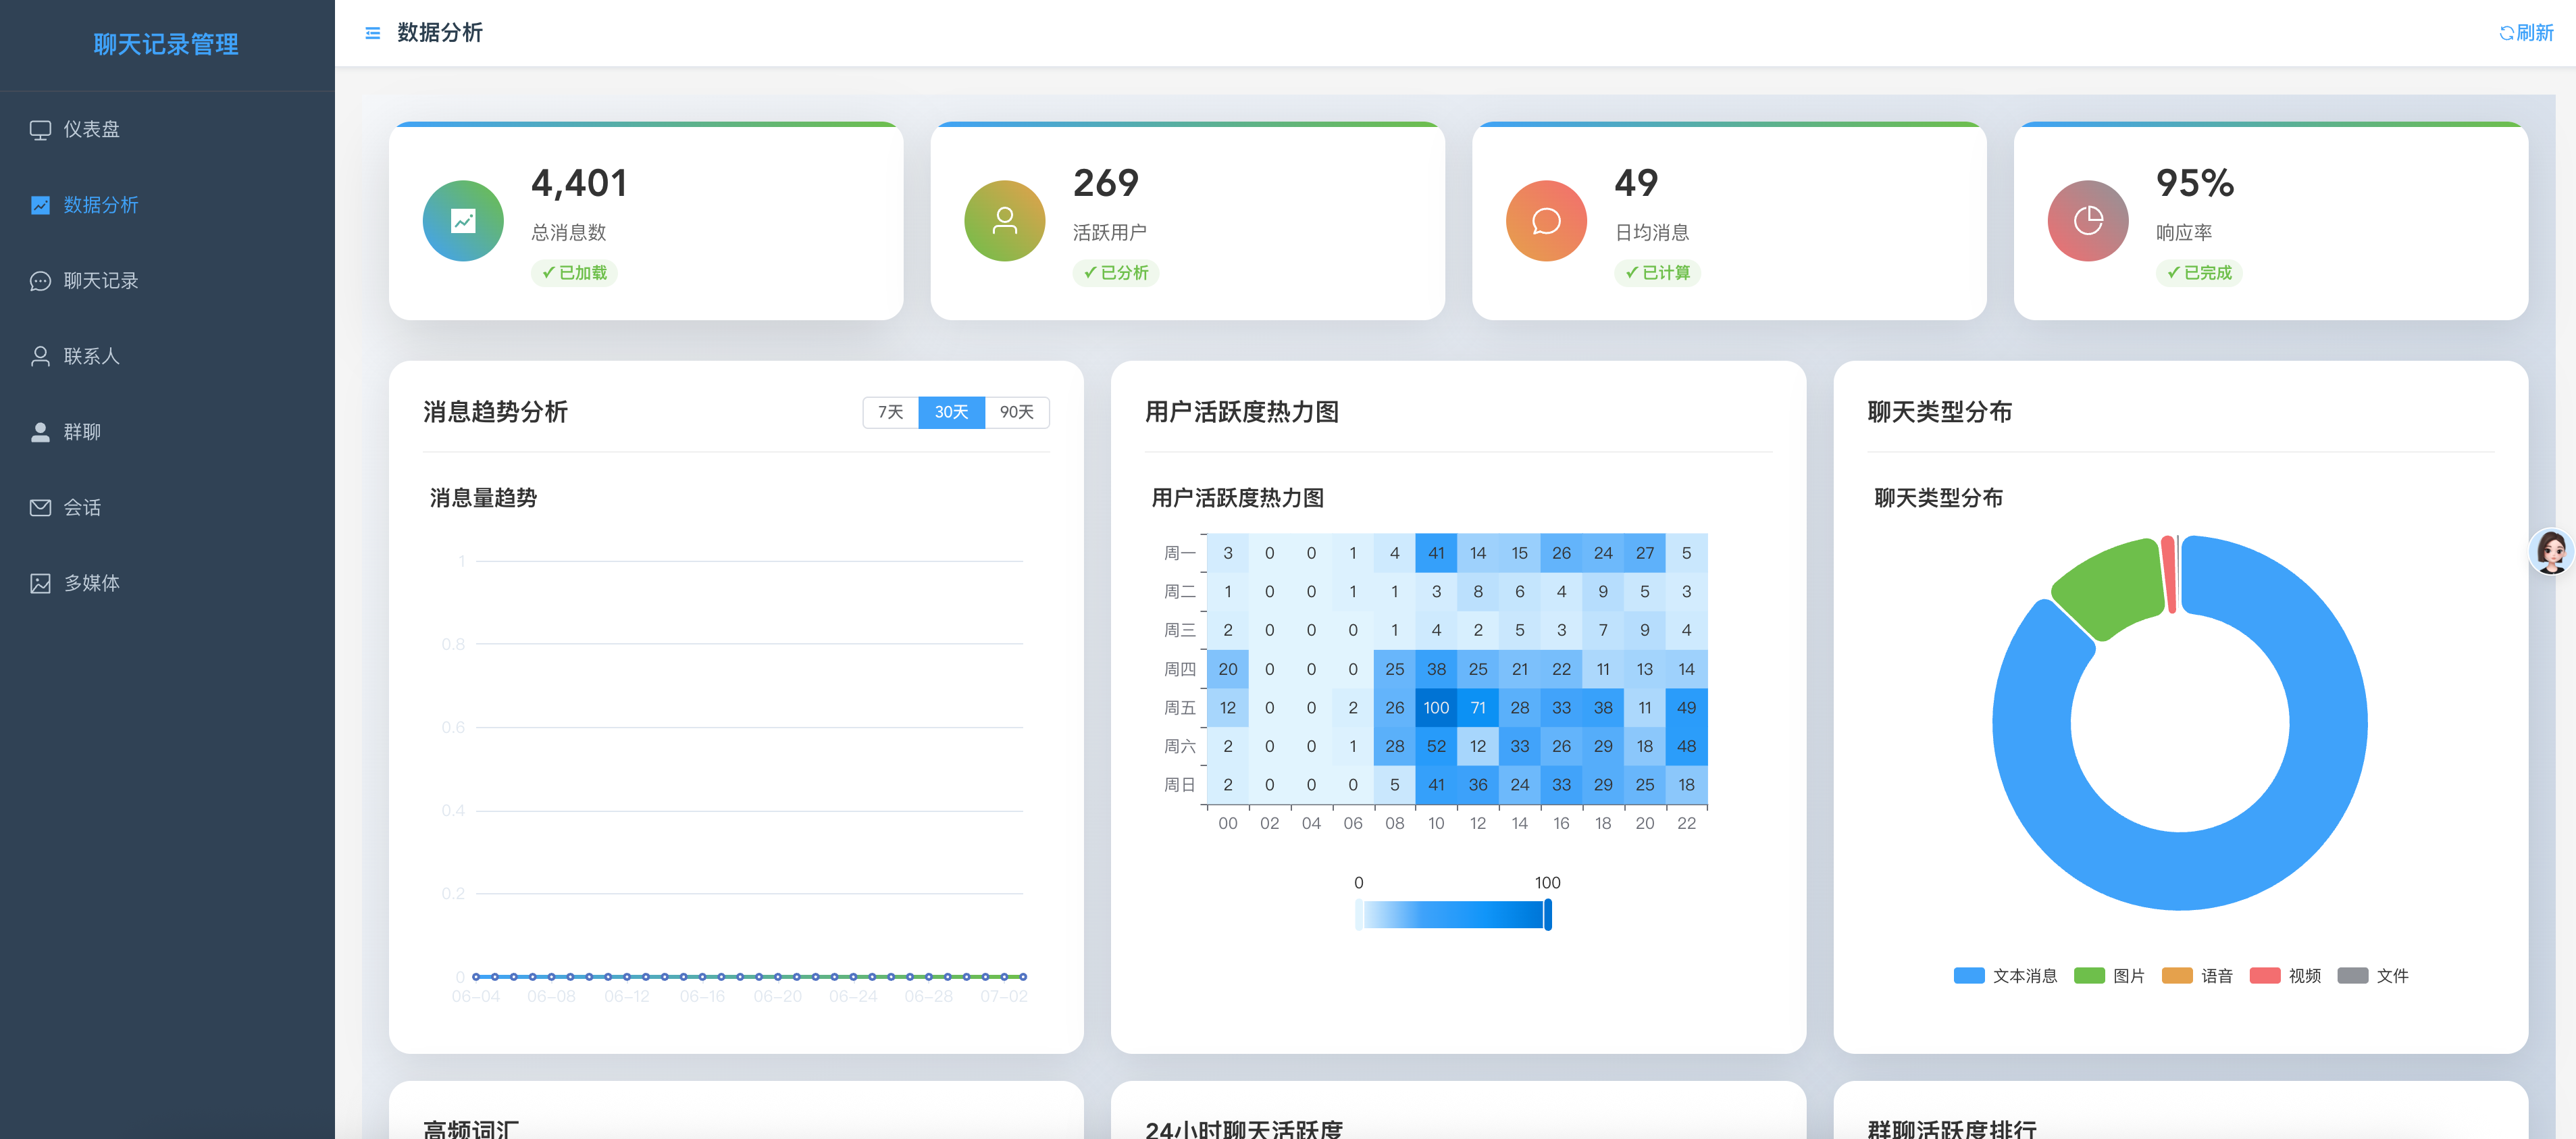 聊天记录管理
仪表盘
数据分析
聊天记录
联系人
群聊
会话
多媒体
数据分析
刷新
4,401
总消息数
✓ 已加载
269
活跃用户
✓ 已分析
49
日均消息
✓ 已计算
95%
响应率
✓ 已完成
消息趋势分析
7天 30天 90天
消息量趋势
1
0.8
0.6
0.4
0.2
0
06-04 06-08 06-12 06-16 06-20 06-24 06-28 07-02
用户活跃度热力图
用户活跃度热力图
周一 3 0 0 1 4 41 14 15 26 24 27 5
周二 1 0 0 1 1 3 8 6 4 9 5 3
周三 2 0 0 0 1 4 2 5 3 7 9 4
周四 20 0 0 0 25 38 25 21 22 11 13 14
周五 12 0 0 2 26 100 71 28 33 38 11 49
周六 2 0 0 1 28 52 12 33 26 29 18 48
周日 2 0 0 0 5 41 36 24 33 29 25 18
00 02 04 06 08 10 12 14 16 18 20 22
0 100
聊天类型分布
聊天类型分布
文本消息 图片 语音 视频 文件
高频词汇
24小时聊天活跃度
群聊活跃度排行